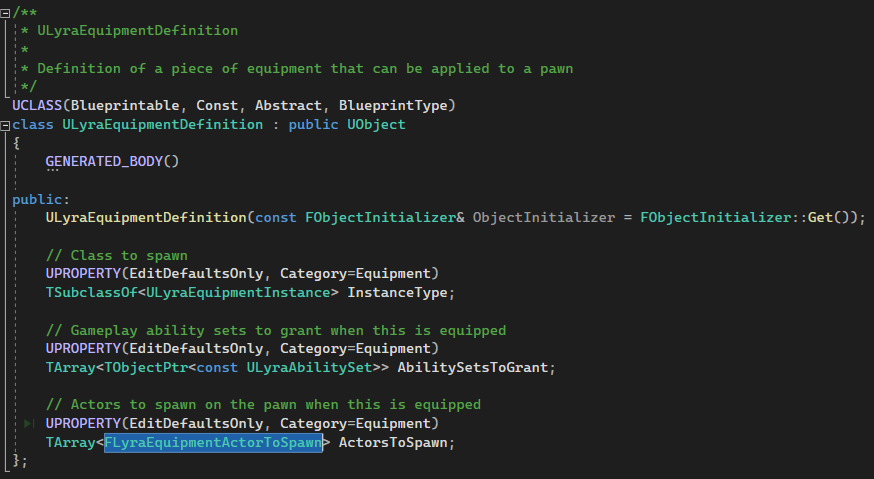 /**
 * ULyraEquipmentDefinition
 *
 * Definition of a piece of equipment that can be applied to a pawn
 */
UCLASS(Blueprintable, Const, Abstract, BlueprintType)
class ULyraEquipmentDefinition : public UObject
{
    GENERATED_BODY()

public:
    ULyraEquipmentDefinition(const FObjectInitializer& ObjectInitializer = FObjectInitializer::Get());

    // Class to spawn
    UPROPERTY(EditDefaultsOnly, Category=Equipment)
    TSubclassOf<ULyraEquipmentInstance> InstanceType;

    // Gameplay ability sets to grant when this is equipped
    UPROPERTY(EditDefaultsOnly, Category=Equipment)
    TArray<TObjectPtr<const ULyraAbilitySet>> AbilitySetsToGrant;

    // Actors to spawn on the pawn when this is equipped
    UPROPERTY(EditDefaultsOnly, Category=Equipment)
    TArray<FLyraEquipmentActorToSpawn> ActorsToSpawn;
};